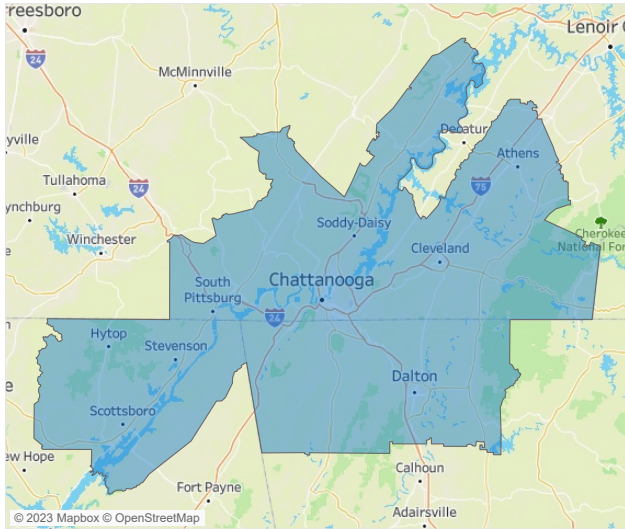 reesboro
Lenoir C
24
McMinnville
yville
Decatur
Athens
Tullahoma
24
75
ynchburg
Soddy-Daisy
Cherokee
National For
Winchester
e
Cleveland
South
Pittsburg
Chattanooga
24
n
Hytop
Stevenson
e
Dalton
Scottsboro
ew Hope
Calhoun
Fort Payne
Adairsville
© 2023 Mapbox © OpenStreetMap